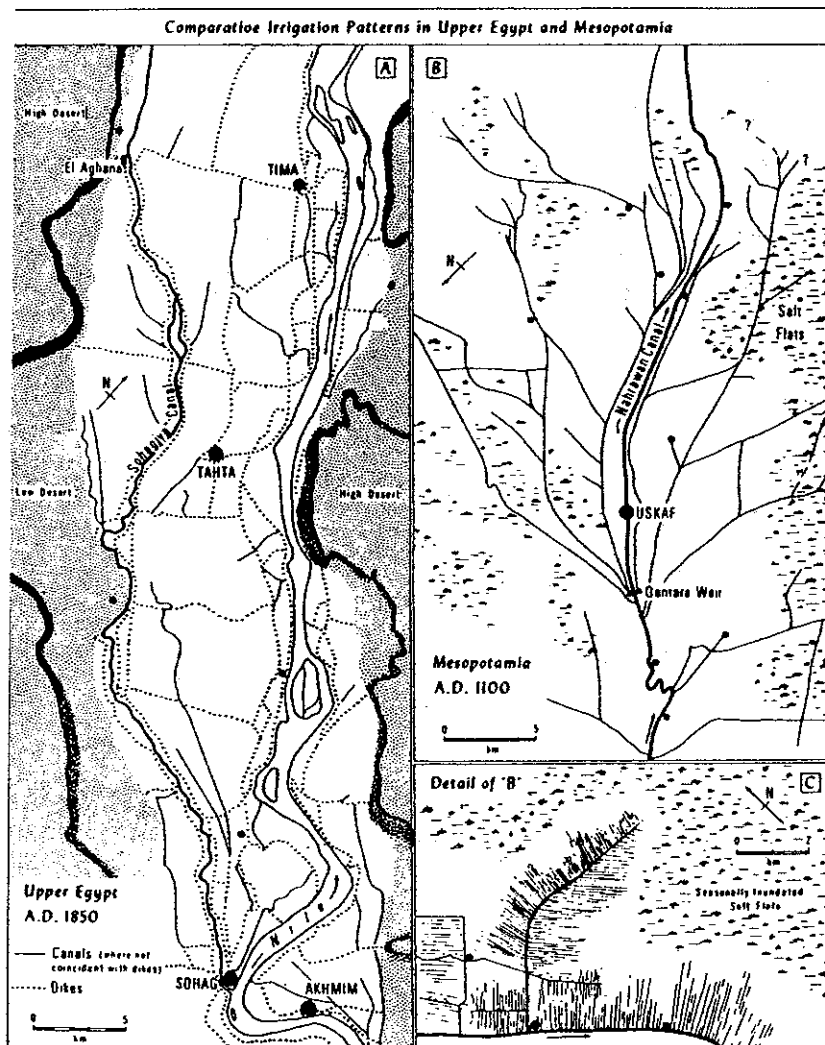 Comparative Irrigation Patterns in Upper Egypt and Mesopotamia
A
High Desert
El Aghana
TIMA
N
Sohagiya Canal
TAHTA
Low Desert
High Desert
Nile
Upper Egypt
A.D. 1850
Canals (where not
coincident with dikes)
Dikes
SOHAG
AKHMIM
0 5
km
B
?
?
N
Salt
Flats
Nahrawan Canal
USKAF
Qantara Weir
Mesopotamia
A.D. 1100
0 5
km
Detail of 'B'
C
N
0 2
km
Seasonally Inundated
Salt Flats